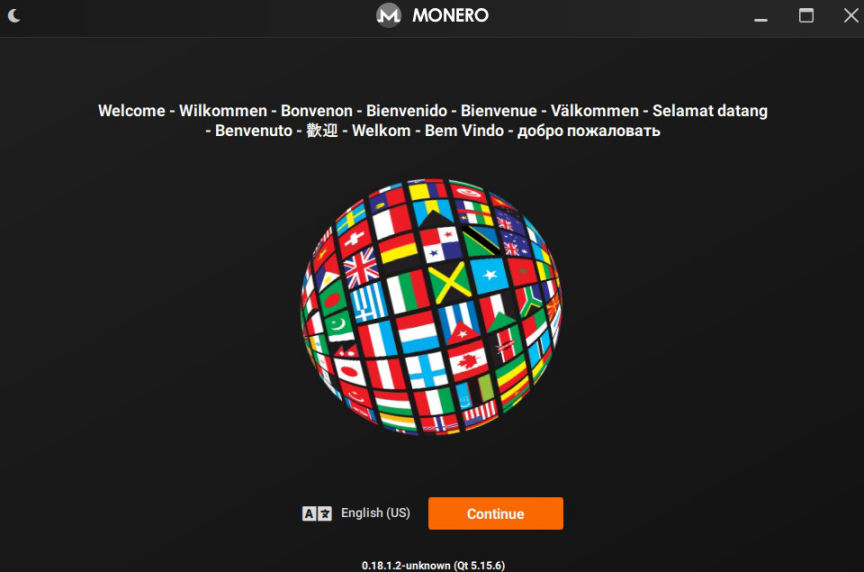 MONERO
Welcome - Wilkommen - Bonvenon - Bienvenido - Bienvenue - Välkommen - Selamat datang
- Benvenuto - 歡迎 - Welkom - Bem Vindo - добро пожаловать
English (US)
Continue
0.18.1.2-unknown (Qt 5.15.6)